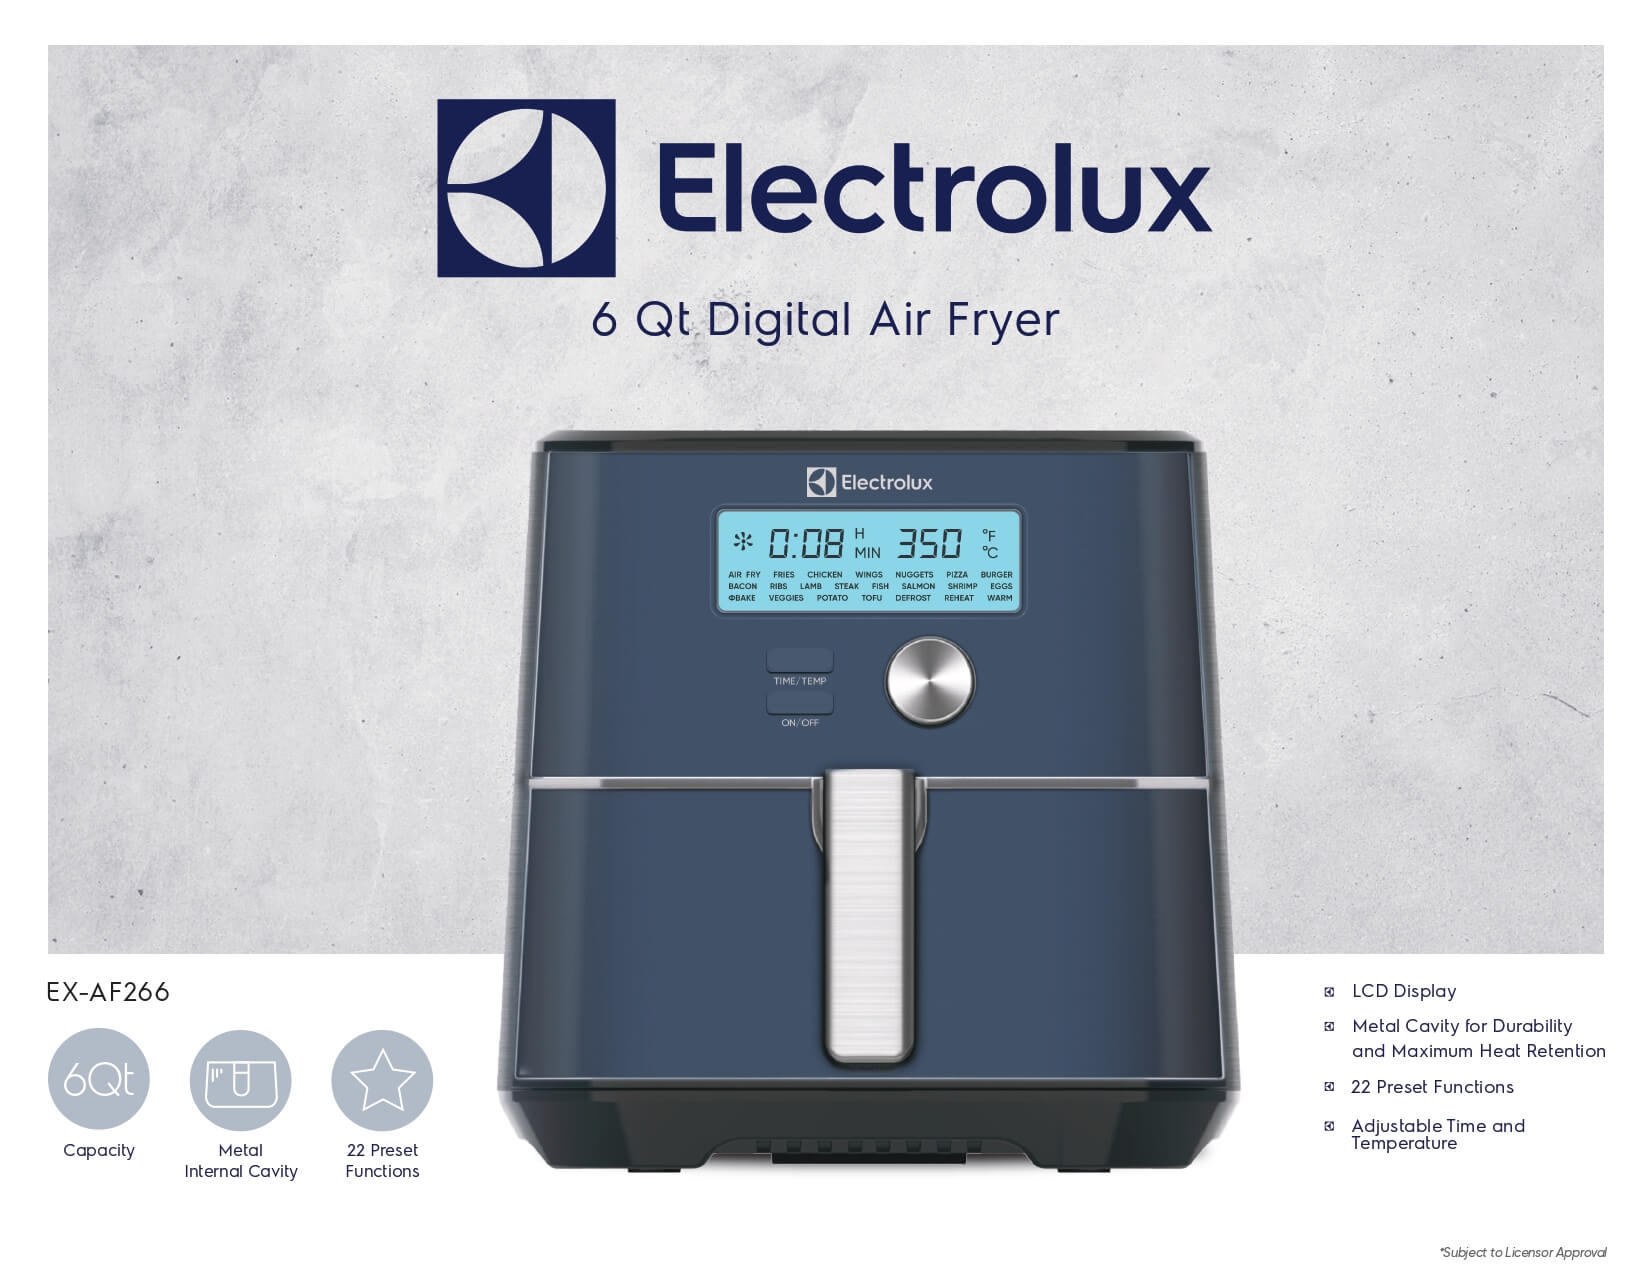 Electrolux
6 Qt Digital Air Fryer
Electrolux
0:08 H MIN 350 °F °C
AIR FRY FRIES CHICKEN WINGS NUGGETS PIZZA BURGER
BACON RIBS LAMB STEAK FISH SALMON SHRIMP EGGS
ΦBAKE VEGGIES POTATO TOFU DEFROST REHEAT WARM
TIME/TEMP
ON/OFF
EX-AF266
6Qt
Capacity
Metal
Internal Cavity
22 Preset
Functions
LCD Display
Metal Cavity for Durability
and Maximum Heat Retention
22 Preset Functions
Adjustable Time and
Temperature
*Subject to Licensor Approval